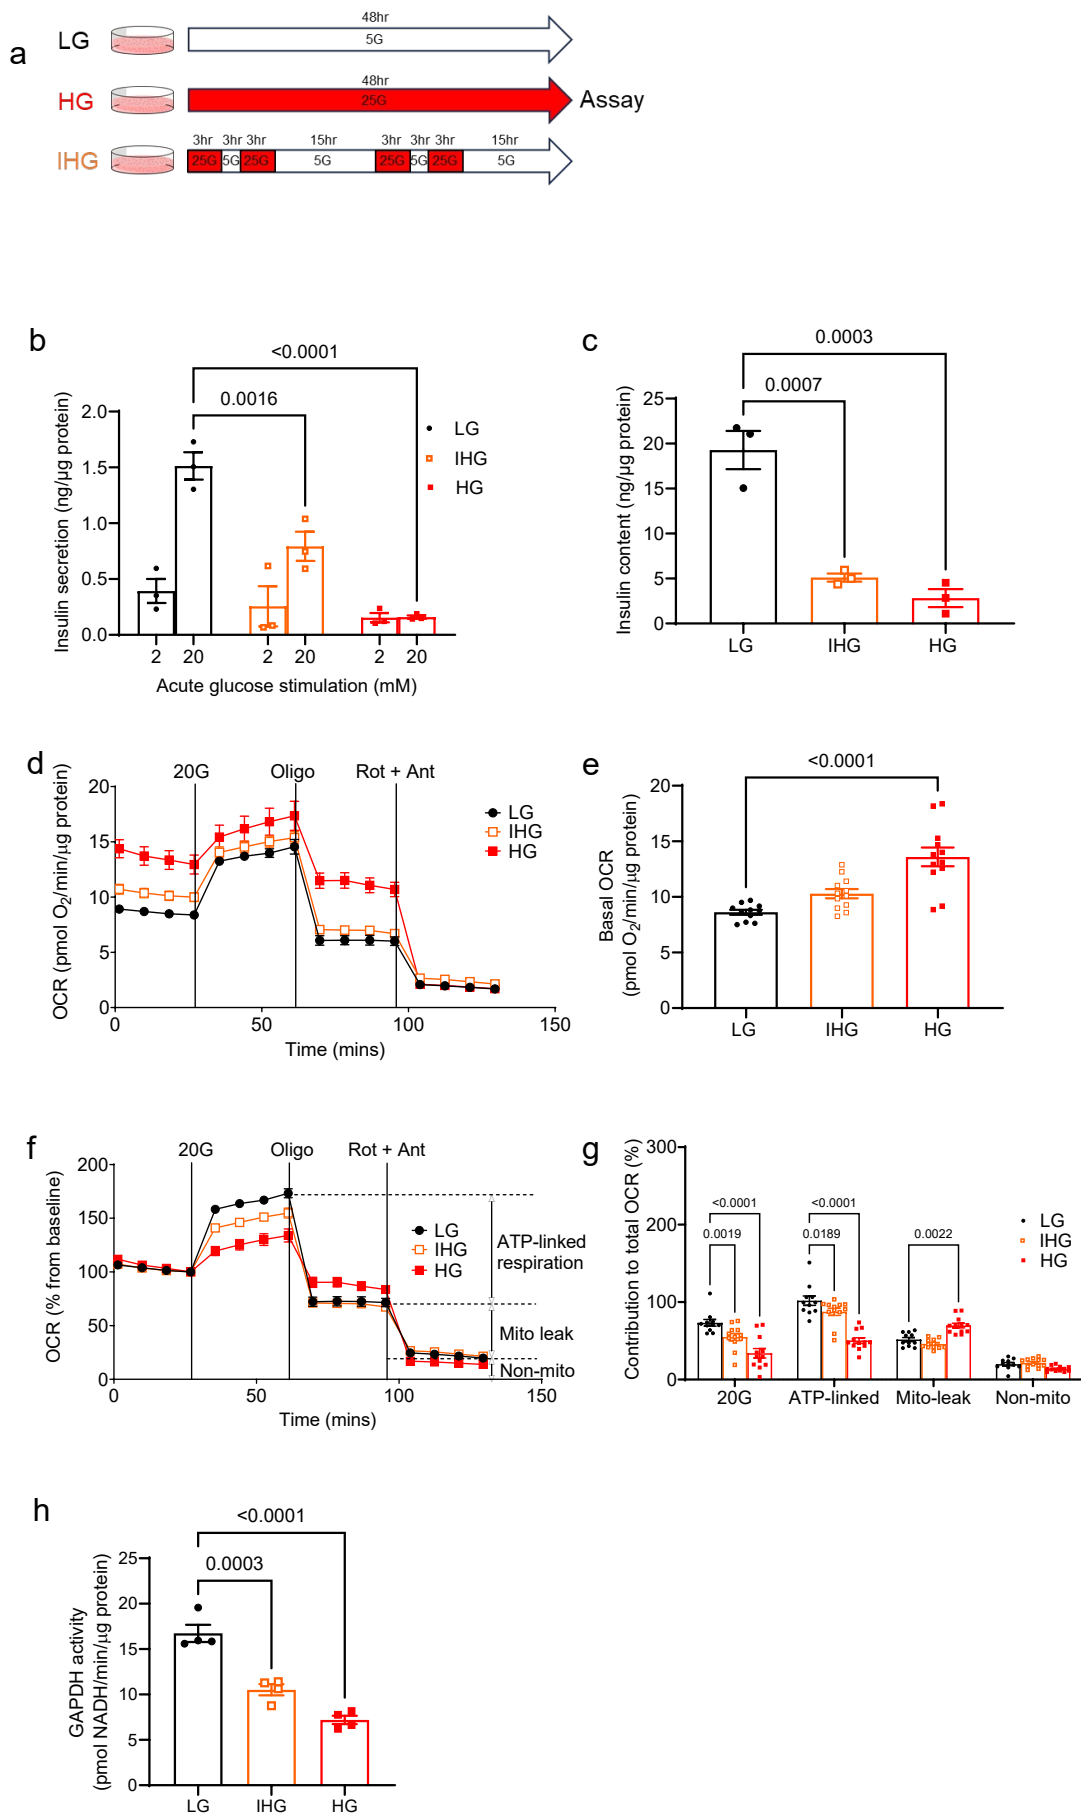 a
48hr
LG
5G
48hr
HG
25G
Assay
3hr 3hr 3hr 15hr 3hr 3hr 3hr 15hr
IHG
25G 5G 25G 5G 25G 5G 25G 5G
b
<0.0001
0.0016
Insulin secretion (ng/µg protein)
2.0
1.5
1.0
0.5
0.0
LG
IHG
HG
2 20 2 20 2 20
Acute glucose stimulation (mM)
c
0.0003
0.0007
Insulin content (ng/µg protein)
25
20
15
10
5
0
LG IHG HG
d
20G Oligo Rot + Ant
OCR (pmol O2/min/µg protein)
20
15
10
5
0
LG
IHG
HG
0 50 100 150
Time (mins)
e
<0.0001
Basal OCR
(pmol O2/min/µg protein)
20
15
10
5
0
LG IHG HG
f
20G Oligo Rot + Ant
OCR (% from baseline)
200
150
100
50
0
LG
IHG
HG
ATP-linked
respiration
Mito leak
Non-mito
0 50 100 150
Time (mins)
g
Contribution to total OCR (%)
300
200
100
0
<0.0001
0.0019
<0.0001
0.0189
0.0022
LG
IHG
HG
20G ATP-linked Mito-leak Non-mito
h
<0.0001
0.0003
GAPDH activity
(pmol NADH/min/µg protein)
25
20
15
10
5
0
LG IHG HG